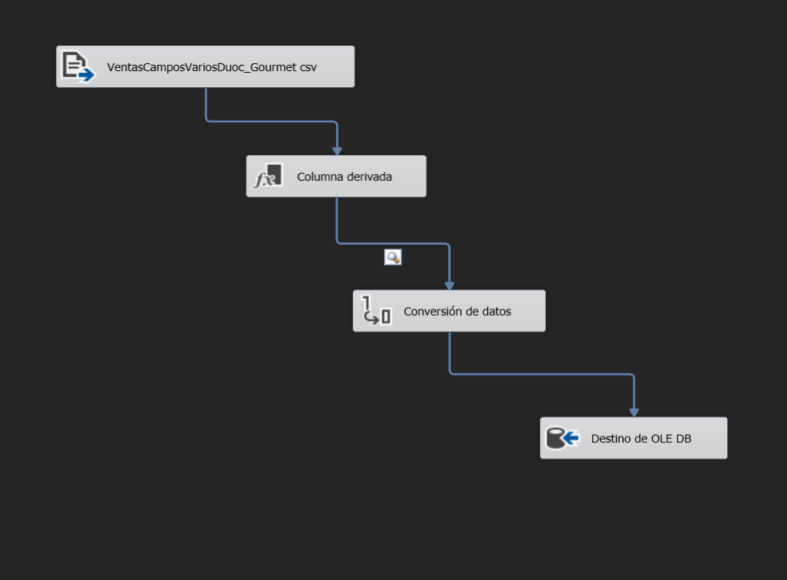 VentasCamposVariosDuoc_Gourmet csv
Columna derivada
Conversión de datos
Destino de OLE DB